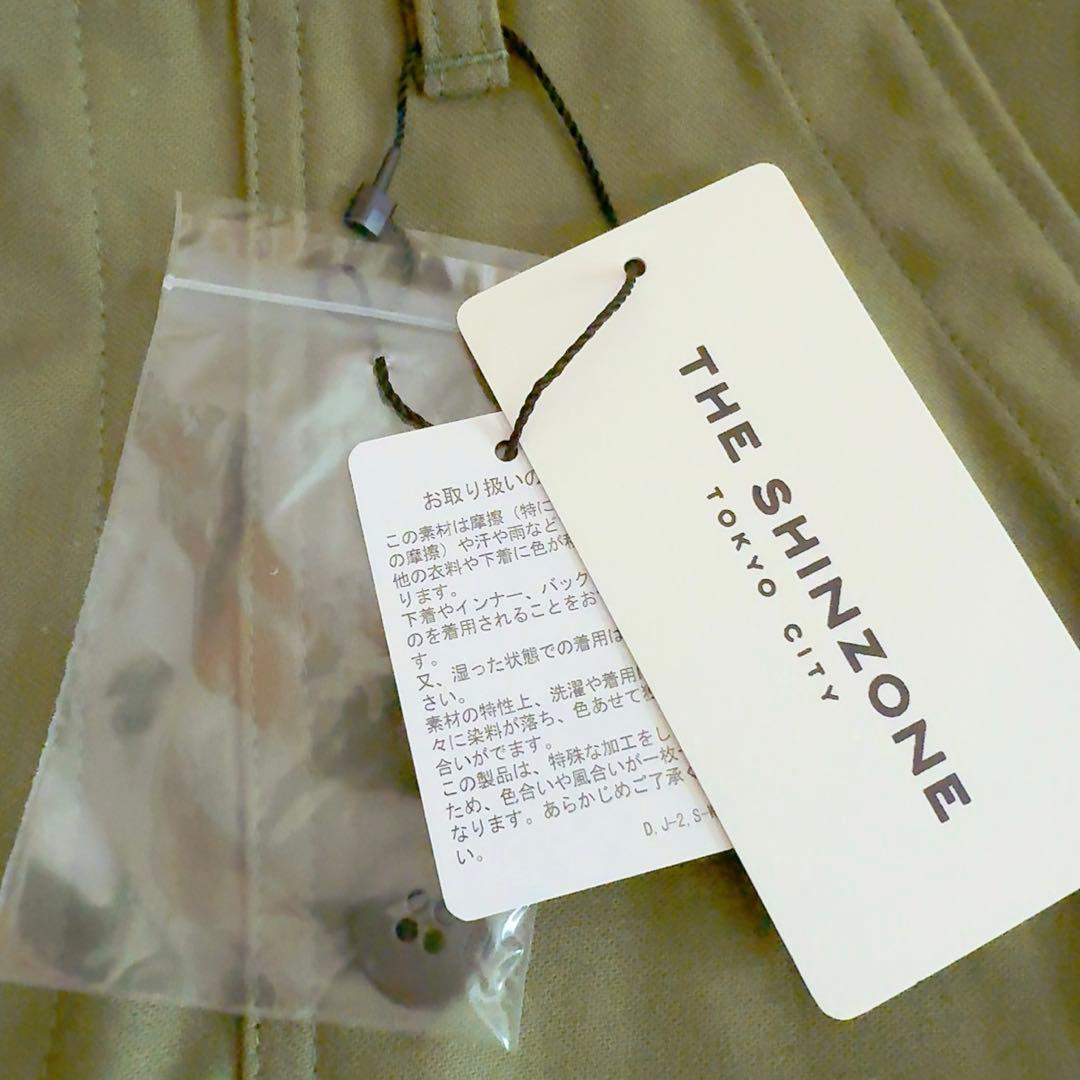 THE SHINZONE
TOKYO CITY
お取り扱いの
この素材は摩擦（特に
の摩擦）や汗や雨など
他の衣料や下着に色が
ります。
下着やインナー、バック
のを着用されることをお
す。
又、湿った状態での着用は
さい。
素材の特性上、洗濯や着用
々に染料が落ち、色あせて
合いがでます。
この製品は、特殊な加工をし
ため、色合いや風合いが一枚
なります。あらかじめご了承く
い。
D,J-2,S-